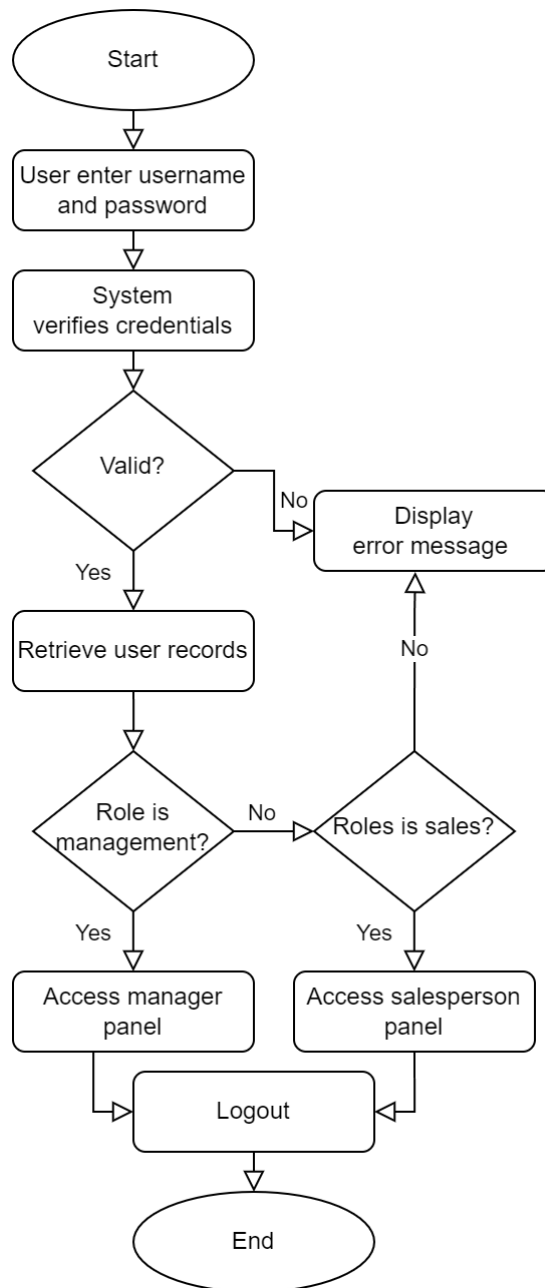 Start
User enter username
and password
System
verifies credentials
Valid?
No
Display
error message
Yes
Retrieve user records
No
Role is
management?
No
Roles is sales?
Yes
Yes
Access manager
panel
Access salesperson
panel
Logout
End